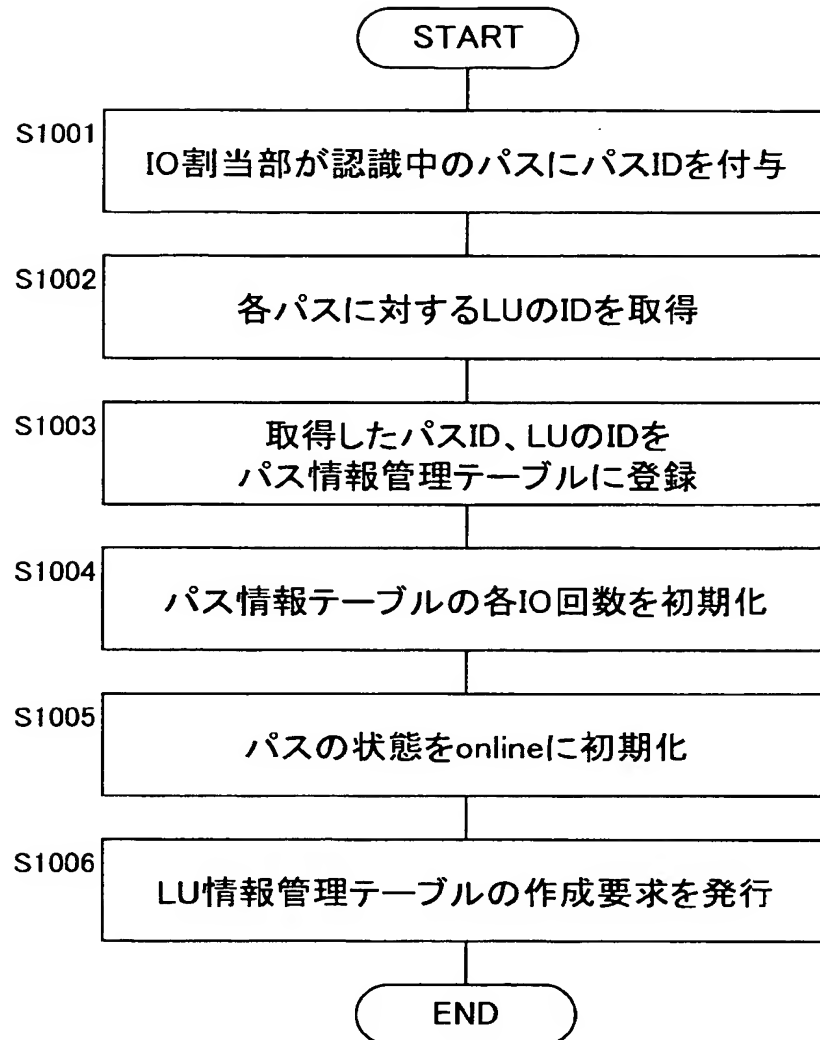 START
S1001
IO割当部が認識中のパスにパスIDを付与
S1002
各パスに対するLUのIDを取得
S1003
取得したパスID、LUのIDを
パス情報管理テーブルに登録
S1004
パス情報テーブルの各IO回数を初期化
S1005
パスの状態をonlineに初期化
S1006
LU情報管理テーブルの作成要求を発行
END